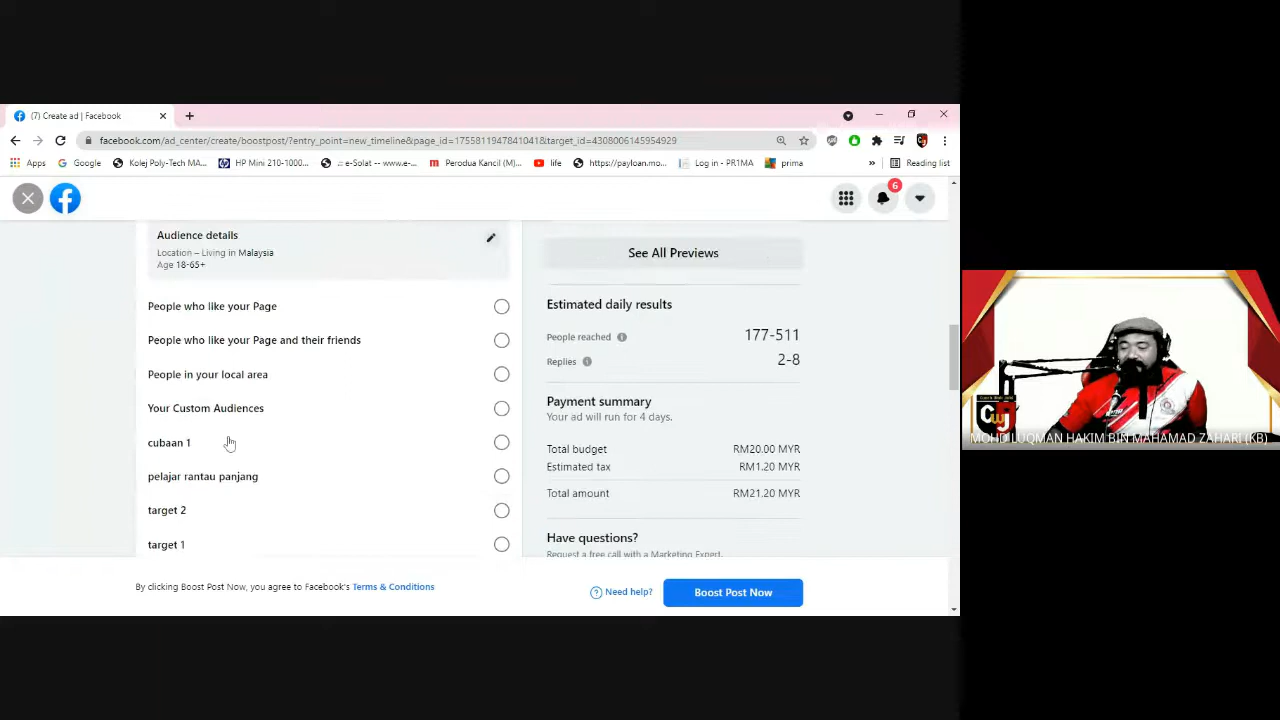 (7) Create ad | Facebook
facebook.com/ad_center/create/boostpost/?entry_point=new_timeline&page_id=1755811947841041&target_id=4308006145954929
Apps
Google
Kolej Poly-Tech MA...
HP Mini 210-1000...
.:: e-Solat -- www.e-...
Perodua Kancil (M)...
life
https://payloan.mo...
Log in - PR1MA
prima
»
Reading list
6
Audience details
Location – Living in Malaysia
Age 18-65+
People who like your Page
People who like your Page and their friends
People in your local area
Your Custom Audiences
cubaan 1
pelajar rantau panjang
target 2
target 1
See All Previews
Estimated daily results
People reached 177-511
Replies 2-8
Payment summary
Your ad will run for 4 days.
Total budget RM20.00 MYR
Estimated tax RM1.20 MYR
Total amount RM21.20 MYR
Have questions?
Request a free call with a Marketing Expert.
By clicking Boost Post Now, you agree to Facebook's Terms & Conditions
Need help?
Boost Post Now
MOHD LUQMAN HAKIM BIN MAHAMAD ZAHARI (KB)